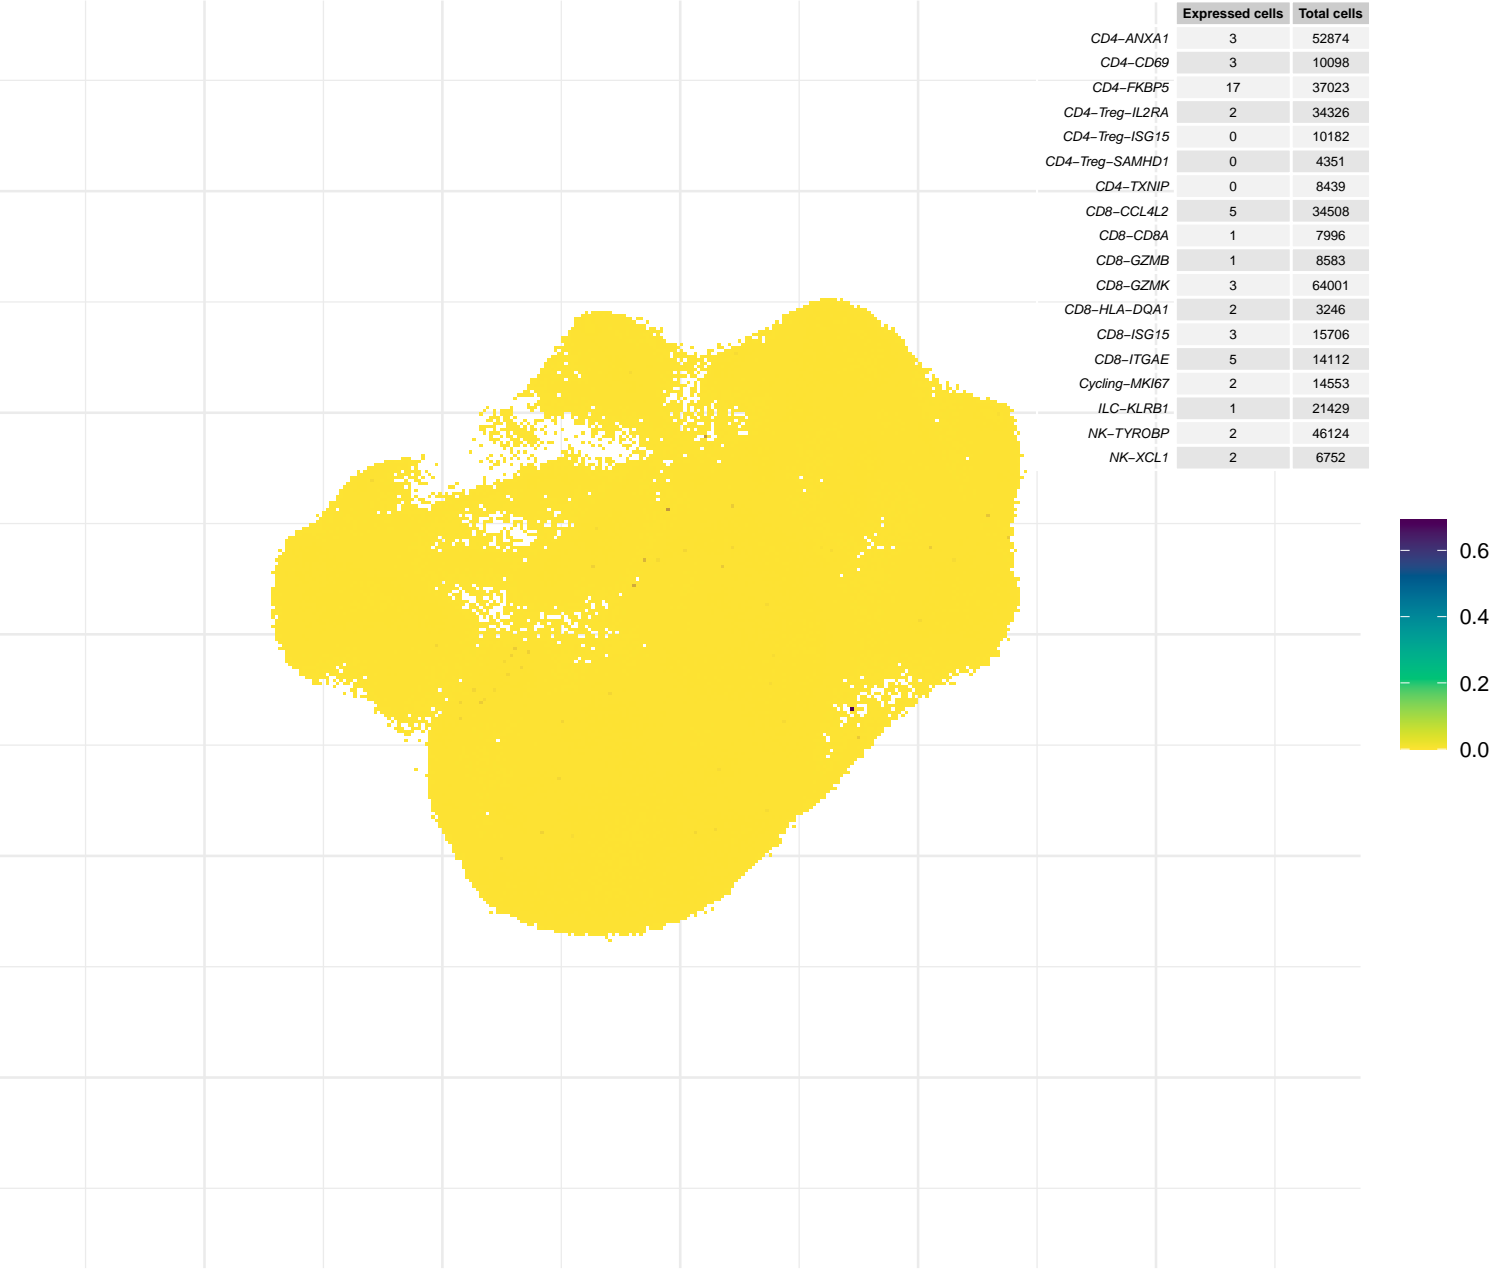 Expressed cells Total cells
CD4−ANXA1 3 52874
CD4−CD69 3 10098
CD4−FKBP5 17 37023
CD4−Treg−IL2RA 2 34326
CD4−Treg−ISG15 0 10182
CD4−Treg−SAMHD1 0 4351
CD4−TXNIP 0 8439
CD8−CCL4L2 5 34508
CD8−CD8A 1 7996
CD8−GZMB 1 8583
CD8−GZMK 3 64001
CD8−HLA−DQA1 2 3246
CD8−ISG15 3 15706
CD8−ITGAE 5 14112
Cycling−MKI67 2 14553
ILC−KLRB1 1 21429
NK−TYROBP 2 46124
NK−XCL1 2 6752
0.6
0.4
0.2
0.0